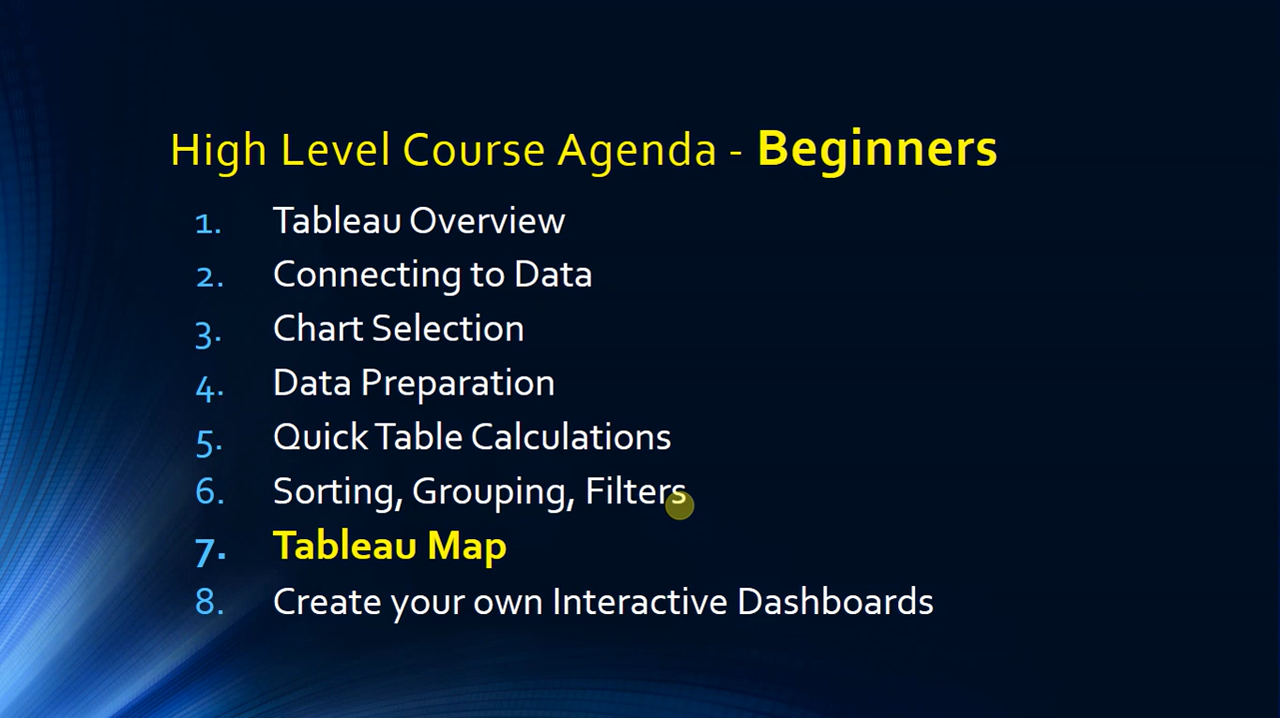 High Level Course Agenda - Beginners
1. Tableau Overview
2. Connecting to Data
3. Chart Selection
4. Data Preparation
5. Quick Table Calculations
6. Sorting, Grouping, Filters
7. Tableau Map
8. Create your own Interactive Dashboards